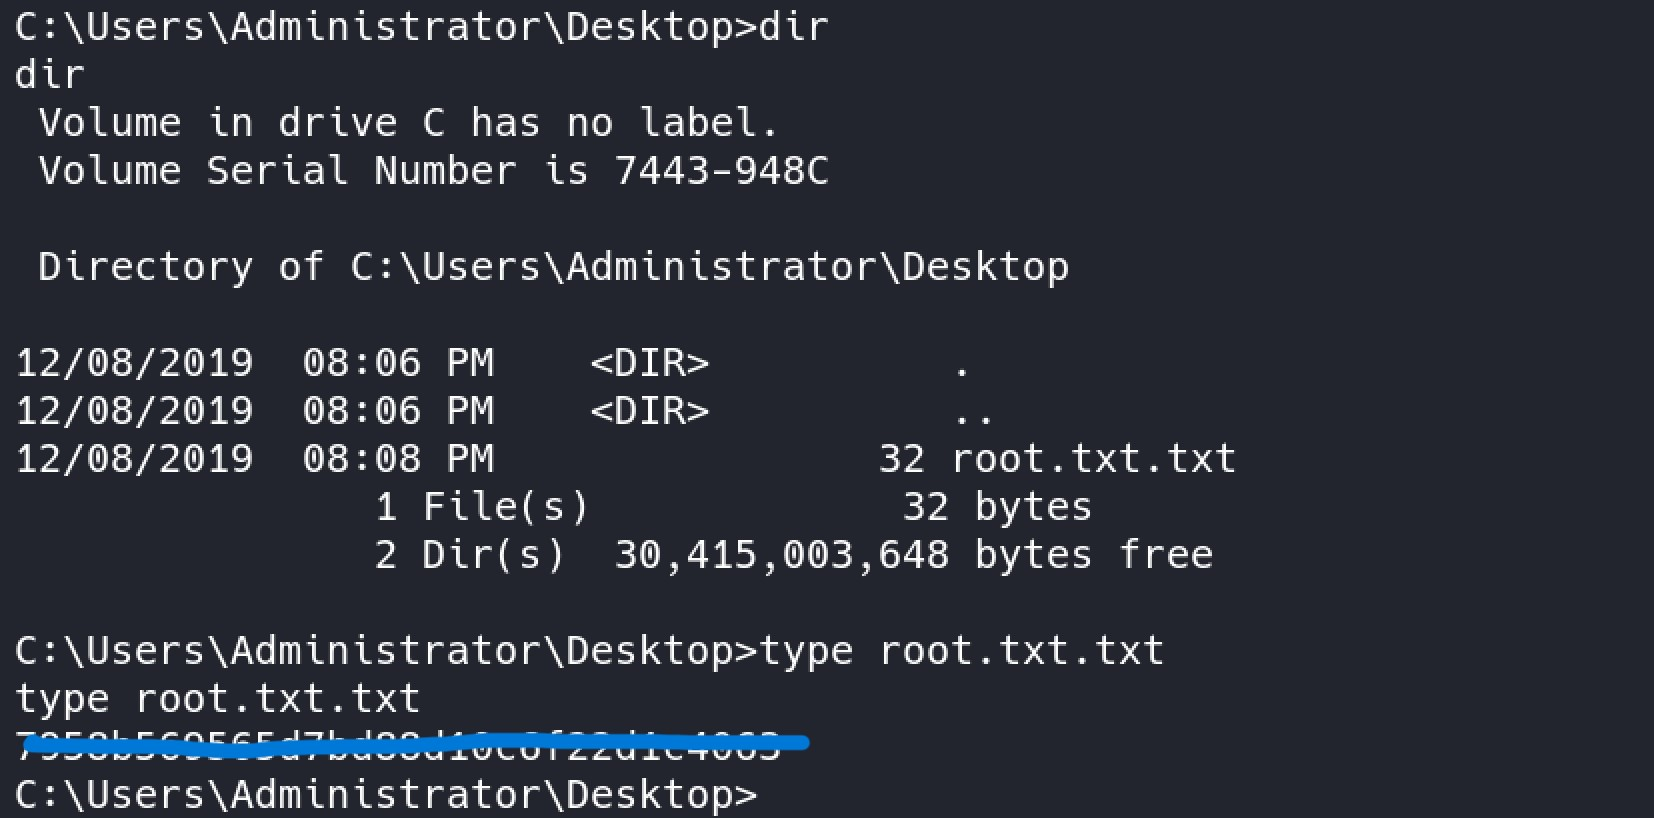 C:\Users\Administrator\Desktop>dir
dir
 Volume in drive C has no label.
 Volume Serial Number is 7443-948C

 Directory of C:\Users\Administrator\Desktop

12/08/2019  08:06 PM    <DIR>          .
12/08/2019  08:06 PM    <DIR>          ..
12/08/2019  08:08 PM                32 root.txt.txt
               1 File(s)             32 bytes
               2 Dir(s)  30,415,003,648 bytes free

C:\Users\Administrator\Desktop>type root.txt.txt
type root.txt.txt
C:\Users\Administrator\Desktop>